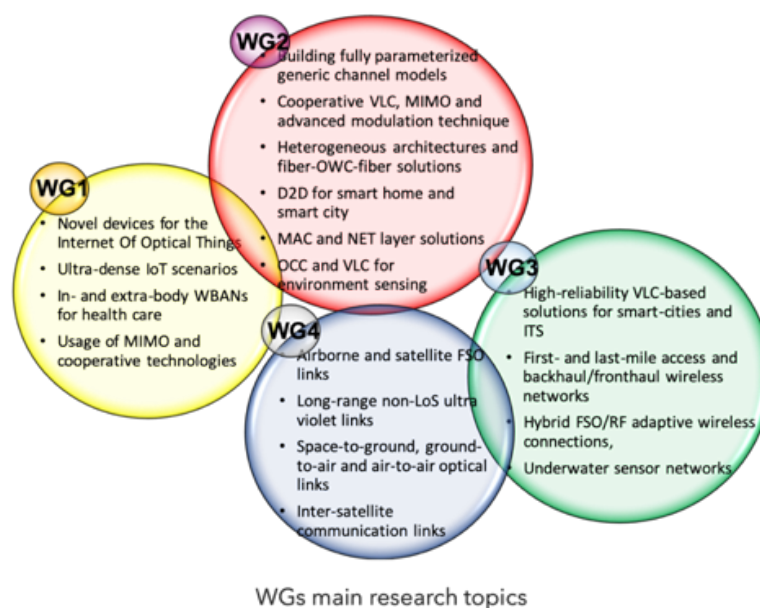 WG2
• Building fully parameterized
generic channel models
• Cooperative VLC, MIMO and
advanced modulation technique
• Heterogeneous architectures and
fiber-OWC-fiber solutions
• D2D for smart home and
smart city
• MAC and NET layer solutions
• OCC and VLC for
environment sensing
WG1
• Novel devices for the
Internet Of Optical Things
• Ultra-dense IoT scenarios
• In- and extra-body WBANs
for health care
• Usage of MIMO and
cooperative technologies
WG3
High-reliability VLC-based
solutions for smart-cities and
ITS
• First- and last-mile access and
backhaul/fronthaul wireless
networks
• Hybrid FSO/RF adaptive wireless
connections,
• Underwater sensor networks
WG4
Airborne and satellite FSO
links
• Long-range non-LoS ultra
violet links
• Space-to-ground, ground-
to-air and air-to-air optical
links
• Inter-satellite
communication links
WGs main research topics